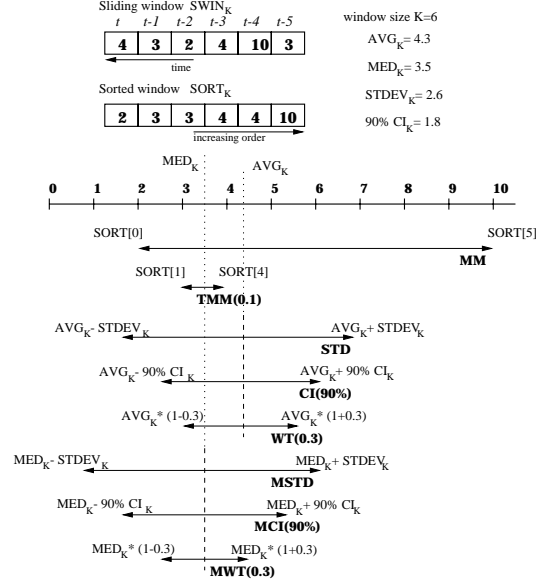 Sliding window SWIN_K
t t-1 t-2 t-3 t-4 t-5
4 3 2 4 10 3
time
Sorted window SORT_K
2 3 3 4 4 10
increasing order
window size K=6
AVG_K=4.3
MED_K=3.5
STDEV_K=2.6
90% CI_K=1.8
MED_K AVG_K
0 1 2 3 4 5 6 7 8 9 10
SORT[0] SORT[5]
MM
SORT[1] SORT[4]
TMM(0.1)
AVG_K- STDEV_K AVG_K+ STDEV_K
STD
AVG_K- 90% CI_K AVG_K+ 90% CI_K
CI(90%)
AVG_K* (1-0.3) AVG_K* (1+0.3)
WT(0.3)
MED_K- STDEV_K MED_K+ STDEV_K
MSTD
MED_K- 90% CI_K MED_K+ 90% CI_K
MCI(90%)
MED_K* (1-0.3) MED_K* (1+0.3)
MWT(0.3)